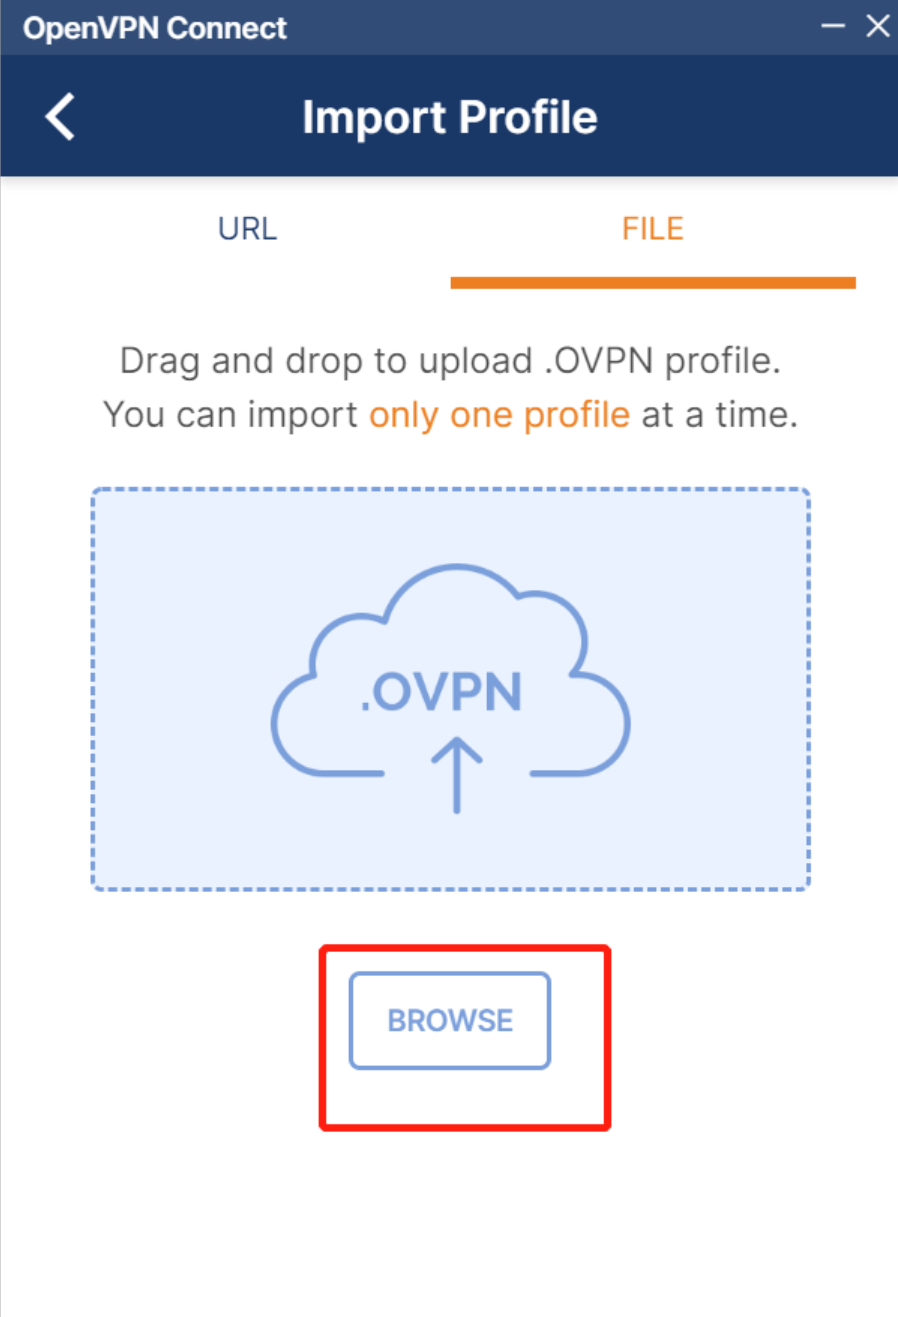 OpenVPN Connect
Import Profile
URL
FILE
Drag and drop to upload .OVPN profile.
You can import only one profile at a time.
.OVPN
BROWSE